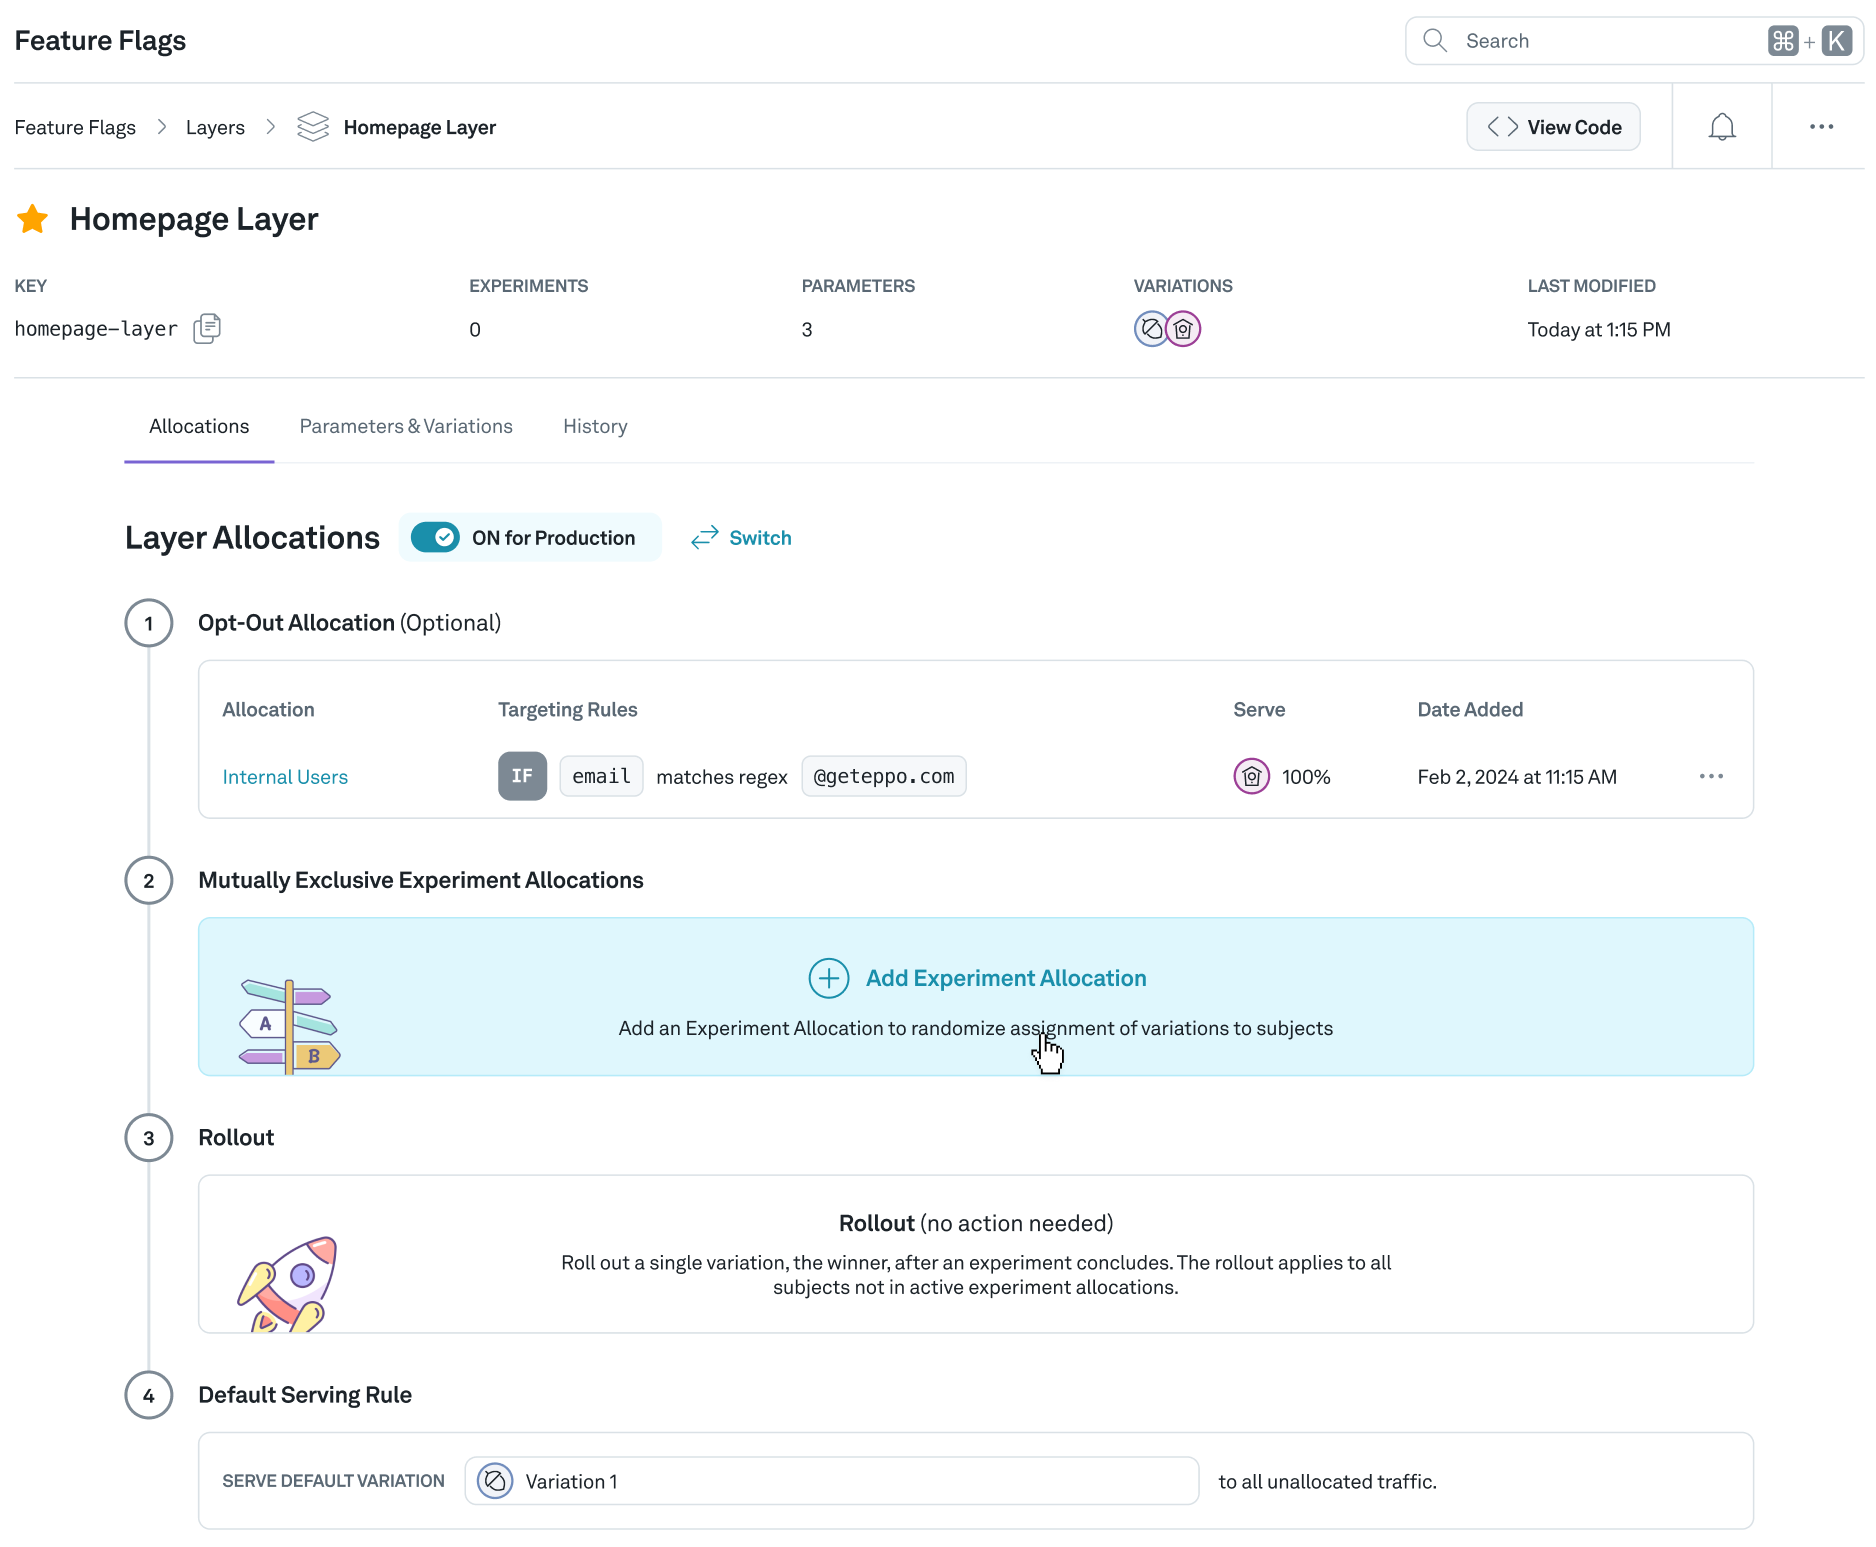 Feature Flags
Search
⌘ + K
Feature Flags
Layers
Homepage Layer
View Code
Homepage Layer
KEY
EXPERIMENTS
PARAMETERS
VARIATIONS
LAST MODIFIED
homepage-layer
0
3
Today at 1:15 PM
Allocations
Parameters & Variations
History
Layer Allocations
ON for Production
Switch
1
Opt-Out Allocation (Optional)
Allocation
Targeting Rules
Serve
Date Added
Internal Users
IF
email
matches regex
@geteppo.com
100%
Feb 2, 2024 at 11:15 AM
2
Mutually Exclusive Experiment Allocations
A
B
Add Experiment Allocation
Add an Experiment Allocation to randomize assignment of variations to subjects
3
Rollout
Rollout (no action needed)
Roll out a single variation, the winner, after an experiment concludes. The rollout applies to all
subjects not in active experiment allocations.
4
Default Serving Rule
SERVE DEFAULT VARIATION
Variation 1
to all unallocated traffic.